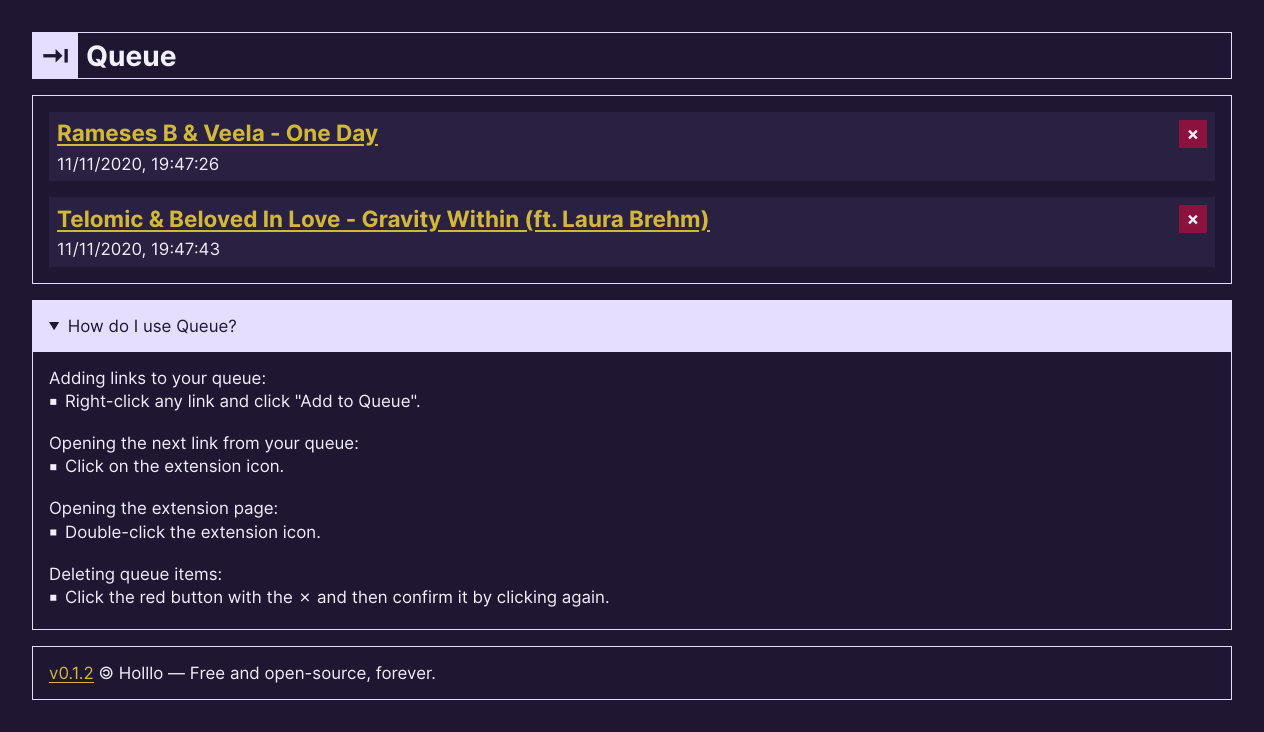 ⇥ Queue
Rameses B & Veela - One Day
×
11/11/2020, 19:47:26
Telomic & Beloved In Love - Gravity Within (ft. Laura Brehm)
×
11/11/2020, 19:47:43
▼ How do I use Queue?
Adding links to your queue:
▪ Right-click any link and click "Add to Queue".
Opening the next link from your queue:
▪ Click on the extension icon.
Opening the extension page:
▪ Double-click the extension icon.
Deleting queue items:
▪ Click the red button with the × and then confirm it by clicking again.
v0.1.2 🄯 Holllo — Free and open-source, forever.